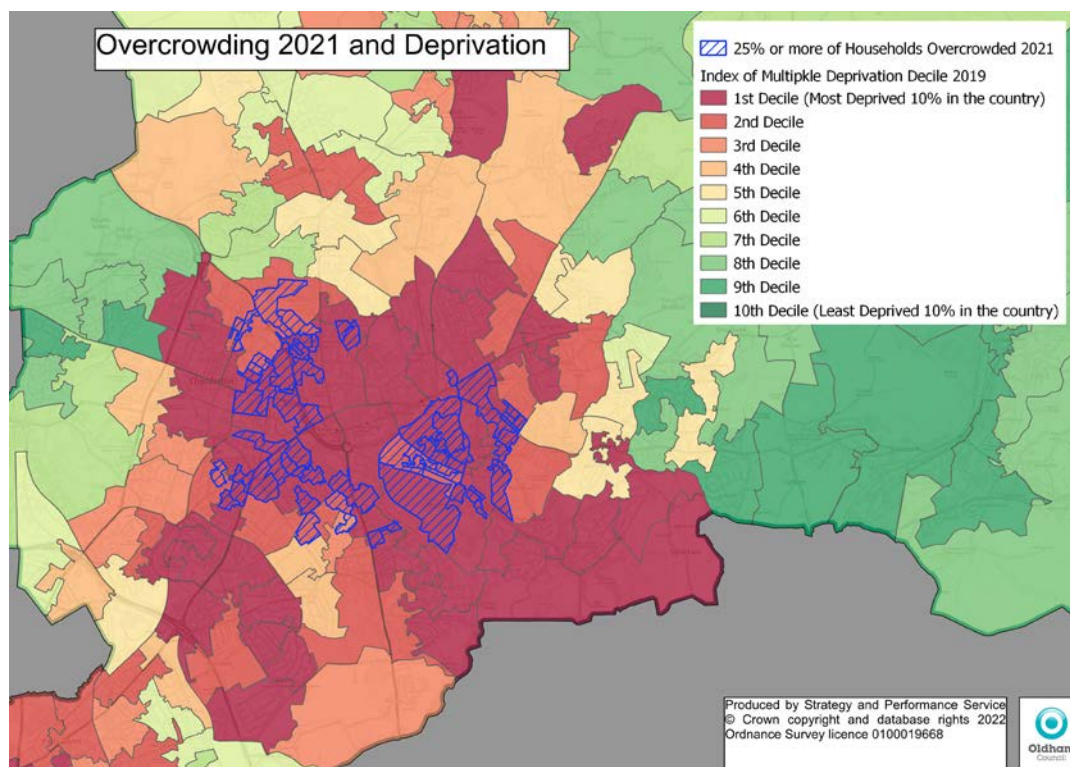 Overcrowding 2021 and Deprivation
25% or more of Households Overcrowded 2021
Index of Multipkle Deprivation Decile 2019
1st Decile (Most Deprived 10% in the country)
2nd Decile
3rd Decile
4th Decile
5th Decile
6th Decile
7th Decile
8th Decile
9th Decile
10th Decile (Least Deprived 10% in the country)
Produced by Strategy and Performance Service
© Crown copyright and database rights 2022
Ordnance Survey licence 0100019668
Oldham
Council